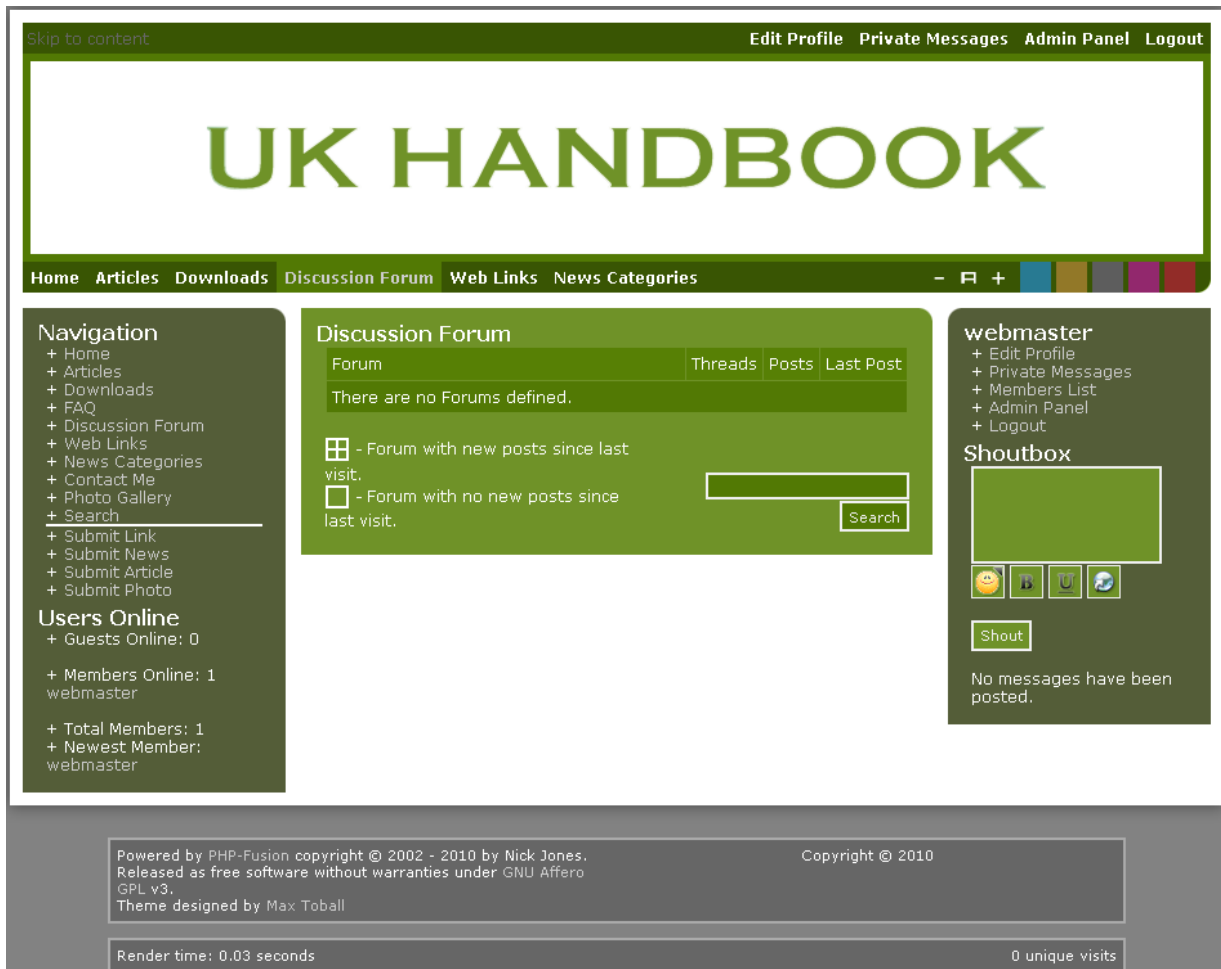 Skip to content
Edit Profile Private Messages Admin Panel Logout
UK HANDBOOK
Home Articles Downloads Discussion Forum Web Links News Categories
- A +
Navigation
+ Home
+ Articles
+ Downloads
+ FAQ
+ Discussion Forum
+ Web Links
+ News Categories
+ Contact Me
+ Photo Gallery
+ Search
+ Submit Link
+ Submit News
+ Submit Article
+ Submit Photo
Users Online
+ Guests Online: 0
+ Members Online: 1
webmaster
+ Total Members: 1
+ Newest Member:
webmaster
Discussion Forum
Forum Threads Posts Last Post
There are no Forums defined.
- Forum with new posts since last
visit.
- Forum with no new posts since
last visit.
Search
webmaster
+ Edit Profile
+ Private Messages
+ Members List
+ Admin Panel
+ Logout
Shoutbox
B U
Shout
No messages have been
posted.
Powered by PHP-Fusion copyright © 2002 - 2010 by Nick Jones.
Released as free software without warranties under GNU Affero
GPL v3.
Theme designed by Max Toball
Copyright © 2010
Render time: 0.03 seconds
0 unique visits